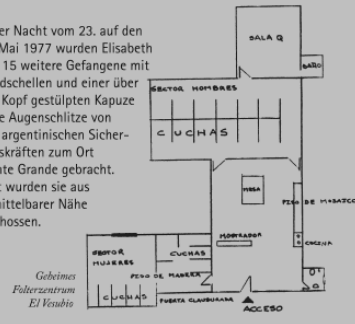 er Nacht vom 23. auf den
Mai 1977 wurden Elisabeth
15 weitere Gefangene mit
dschellen und einer über
Kopf gestülpten Kapuze
e Augenschlitze von
argentinischen Sicher-
skräften zum Ort
nte Grande gebracht.
t wurden sie aus
nittelbarer Nähe
hossen.
Geheimes
Folterzentrum
El Vesubio
SALA Q
BAÑO
SECTOR HOMBRES
CUCHAS
MESA
PISO DE MOSAICO
MOSTRADOR
COCINA
SECTOR
MUJERES
CUCHAS
PISO DE MADERA
CUCHAS
PUERTA CLAUSURADA
ACCESO